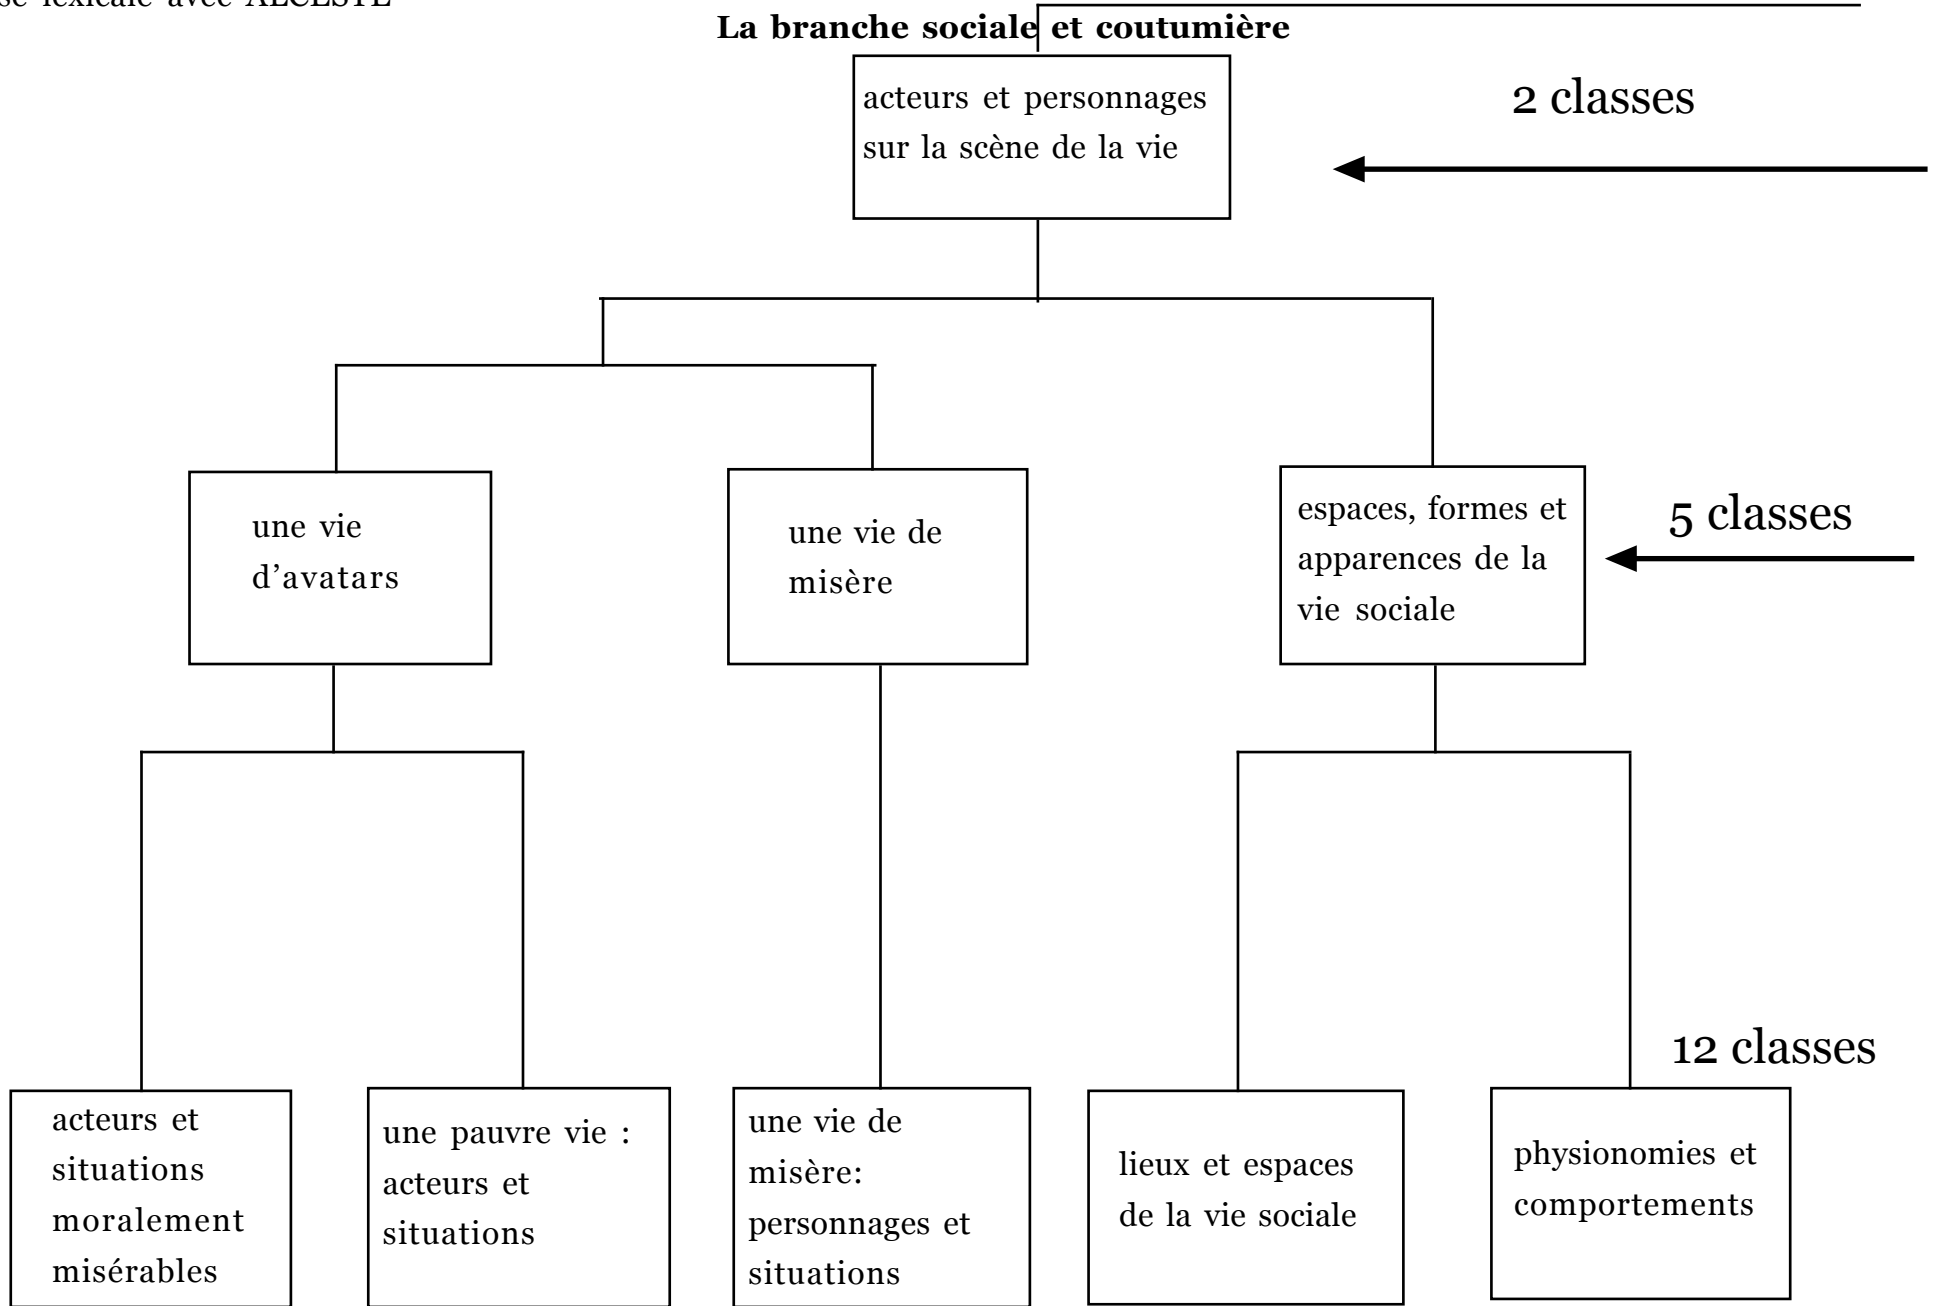 lexicale avec ALCESTE
La branche sociale et coutumière
acteurs et personnages
sur la scène de la vie
2 classes
une vie
d'avatars
une vie de
misère
espaces, formes et
apparences de la
vie sociale
5 classes
12 classes
acteurs et
situations
moralement
misérables
une pauvre vie :
acteurs et
situations
une vie de
misère:
personnages et
situations
lieux et espaces
de la vie sociale
physionomies et
comportements